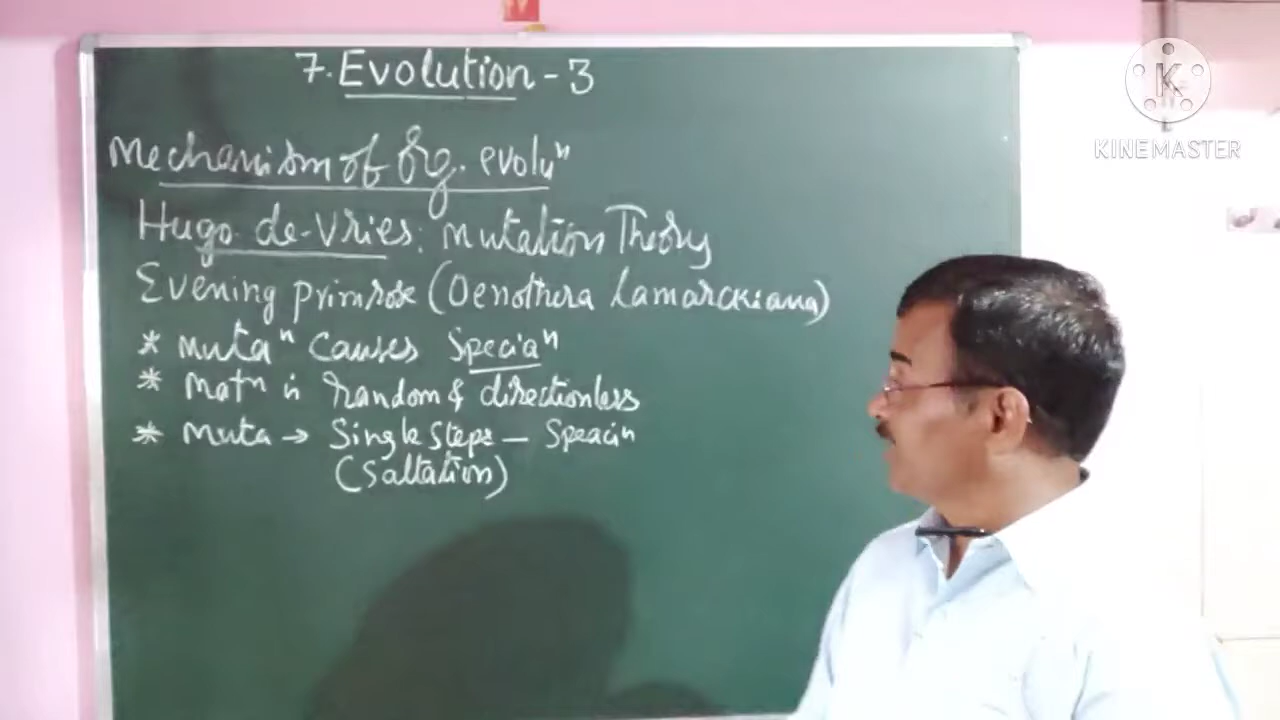 7. Evolution - 3
Mechanism of Org. evoluⁿ
Hugo de-Vries: Mutation Theory
Evening primrose (Oenothera Lamarckiana)
* Mutaⁿ causes Speciaⁿ
* Matⁿ is random & directionless
* Muta → Single Steps – Speaciⁿ
(Saltation)
K
KINEMASTER